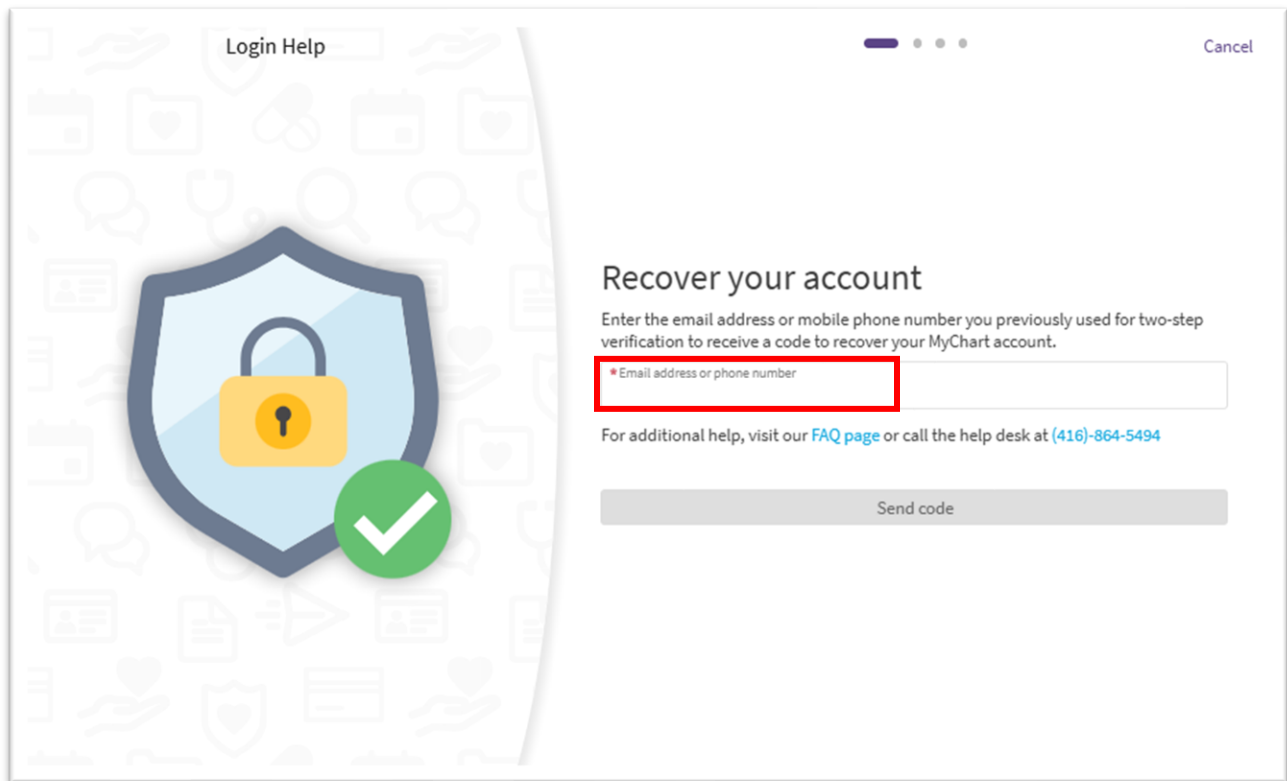 Login Help
Cancel
Recover your account
Enter the email address or mobile phone number you previously used for two-step
verification to receive a code to recover your MyChart account.
*Email address or phone number
For additional help, visit our FAQ page or call the help desk at (416)-864-5494
Send code